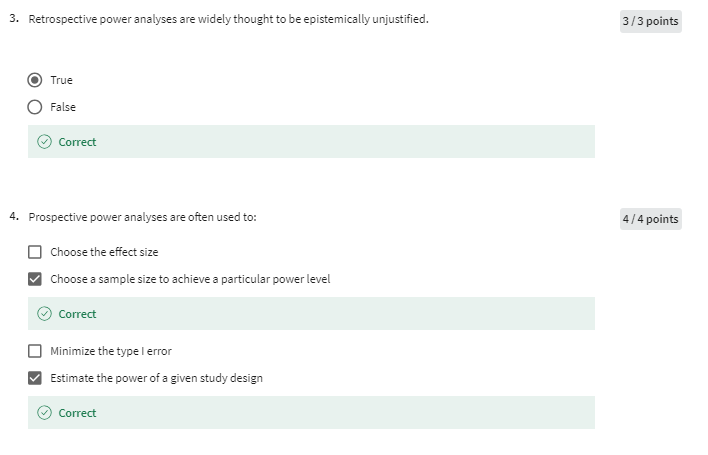 3. Retrospective power analyses are widely thought to be epistemically unjustified.
3 / 3 points
True
False
Correct
4. Prospective power analyses are often used to:
4 / 4 points
Choose the effect size
Choose a sample size to achieve a particular power level
Correct
Minimize the type I error
Estimate the power of a given study design
Correct